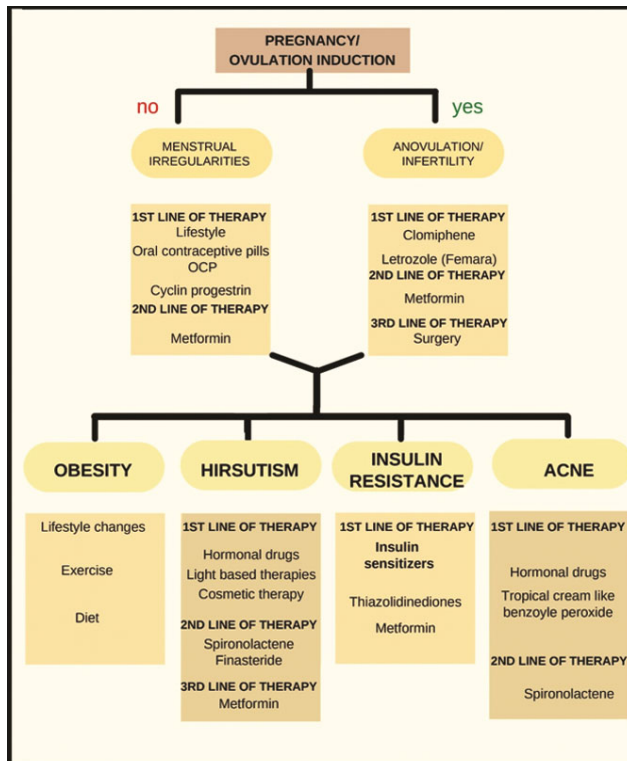 PREGNANCY/
OVULATION INDUCTION
no
yes
MENSTRUAL
IRREGULARITIES
ANOVULATION/
INFERTILITY
1ST LINE OF THERAPY
Lifestyle
Oral contraceptive pills
OCP
Cyclin progestrin
2ND LINE OF THERAPY
Metformin
1ST LINE OF THERAPY
Clomiphene
Letrozole (Femara)
2ND LINE OF THERAPY
Metformin
3RD LINE OF THERAPY
Surgery
OBESITY
HIRSUTISM
INSULIN
RESISTANCE
ACNE
Lifestyle changes
Exercise
Diet
1ST LINE OF THERAPY
Hormonal drugs
Light based therapies
Cosmetic therapy
2ND LINE OF THERAPY
Spironolactene
Finasteride
3RD LINE OF THERAPY
Metformin
1ST LINE OF THERAPY
Insulin
sensitizers
Thiazolidinediones
Metformin
1ST LINE OF THERAPY
Hormonal drugs
Tropical cream like
benzoyle peroxide
2ND LINE OF THERAPY
Spironolactene